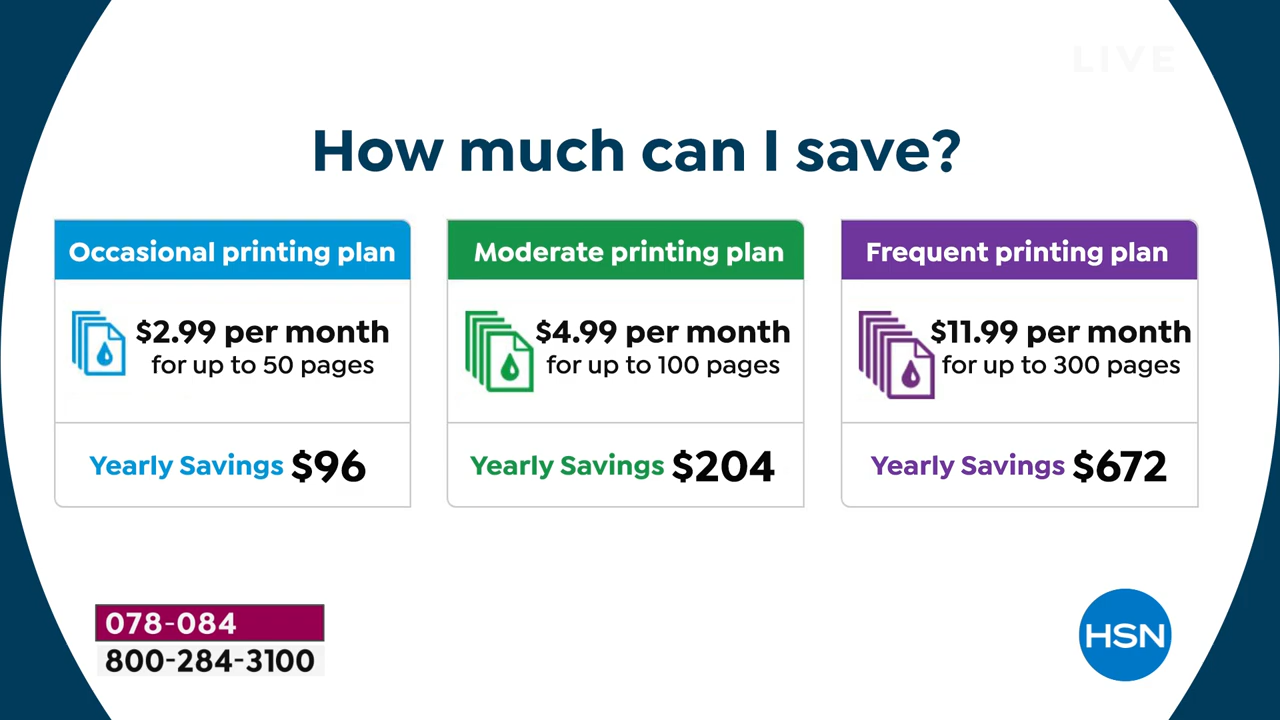 LIVE
How much can I save?
Occasional printing plan
$2.99 per month
for up to 50 pages
Yearly Savings $96
Moderate printing plan
$4.99 per month
for up to 100 pages
Yearly Savings $204
Frequent printing plan
$11.99 per month
for up to 300 pages
Yearly Savings $672
078-084
800-284-3100
HSN